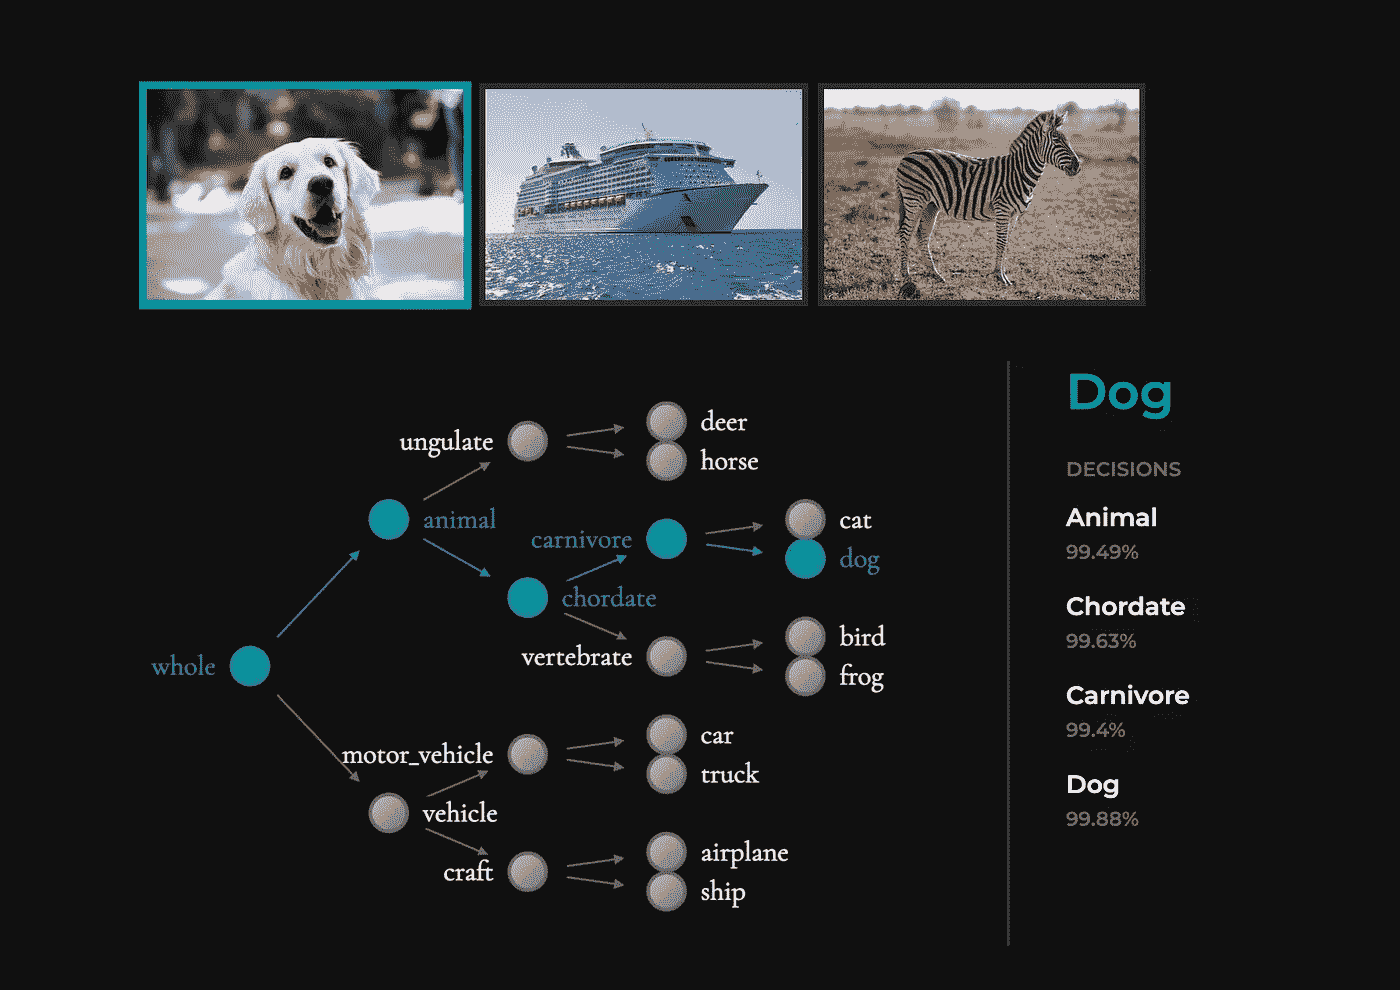 deer
ungulate
horse
animal
cat
carnivore
dog
chordate
bird
vertebrate
frog
whole
car
motor_vehicle
truck
vehicle
airplane
craft
ship
Dog
DECISIONS
Animal
99.49%
Chordate
99.63%
Carnivore
99.4%
Dog
99.88%